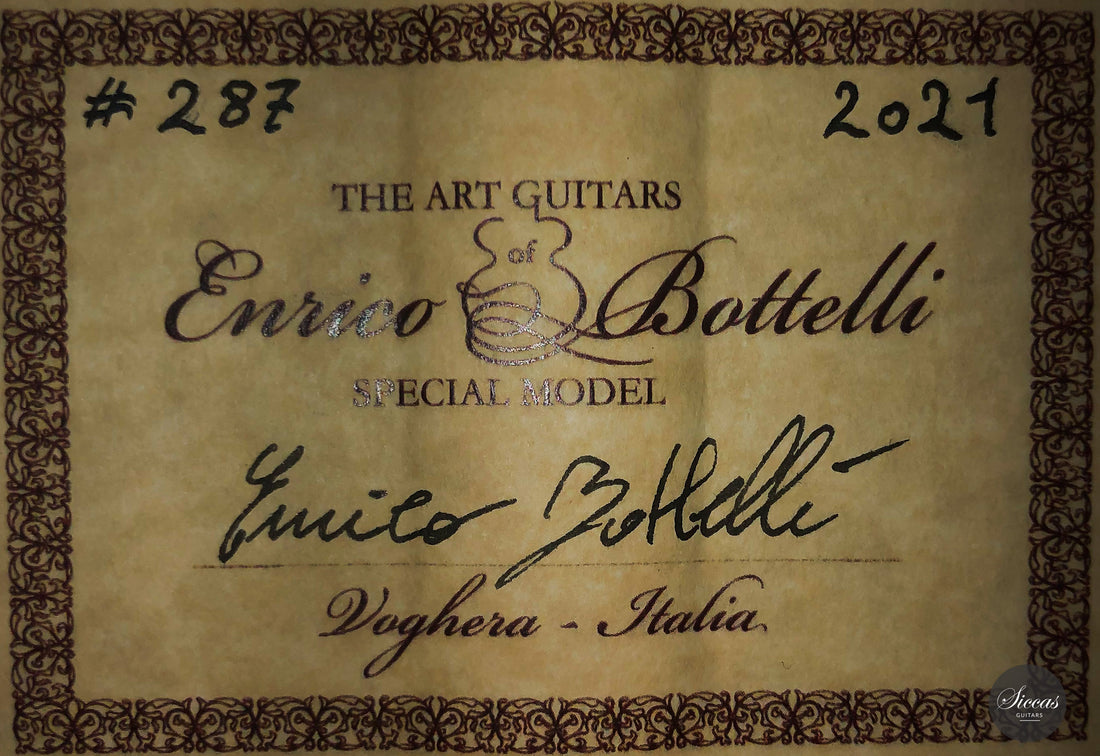 # 287 2021
THE ART GUITARS
of
Enrico Bottelli
SPECIAL MODEL
Enrico Bottelli
Voghera - Italia
Siccas
GUITARS